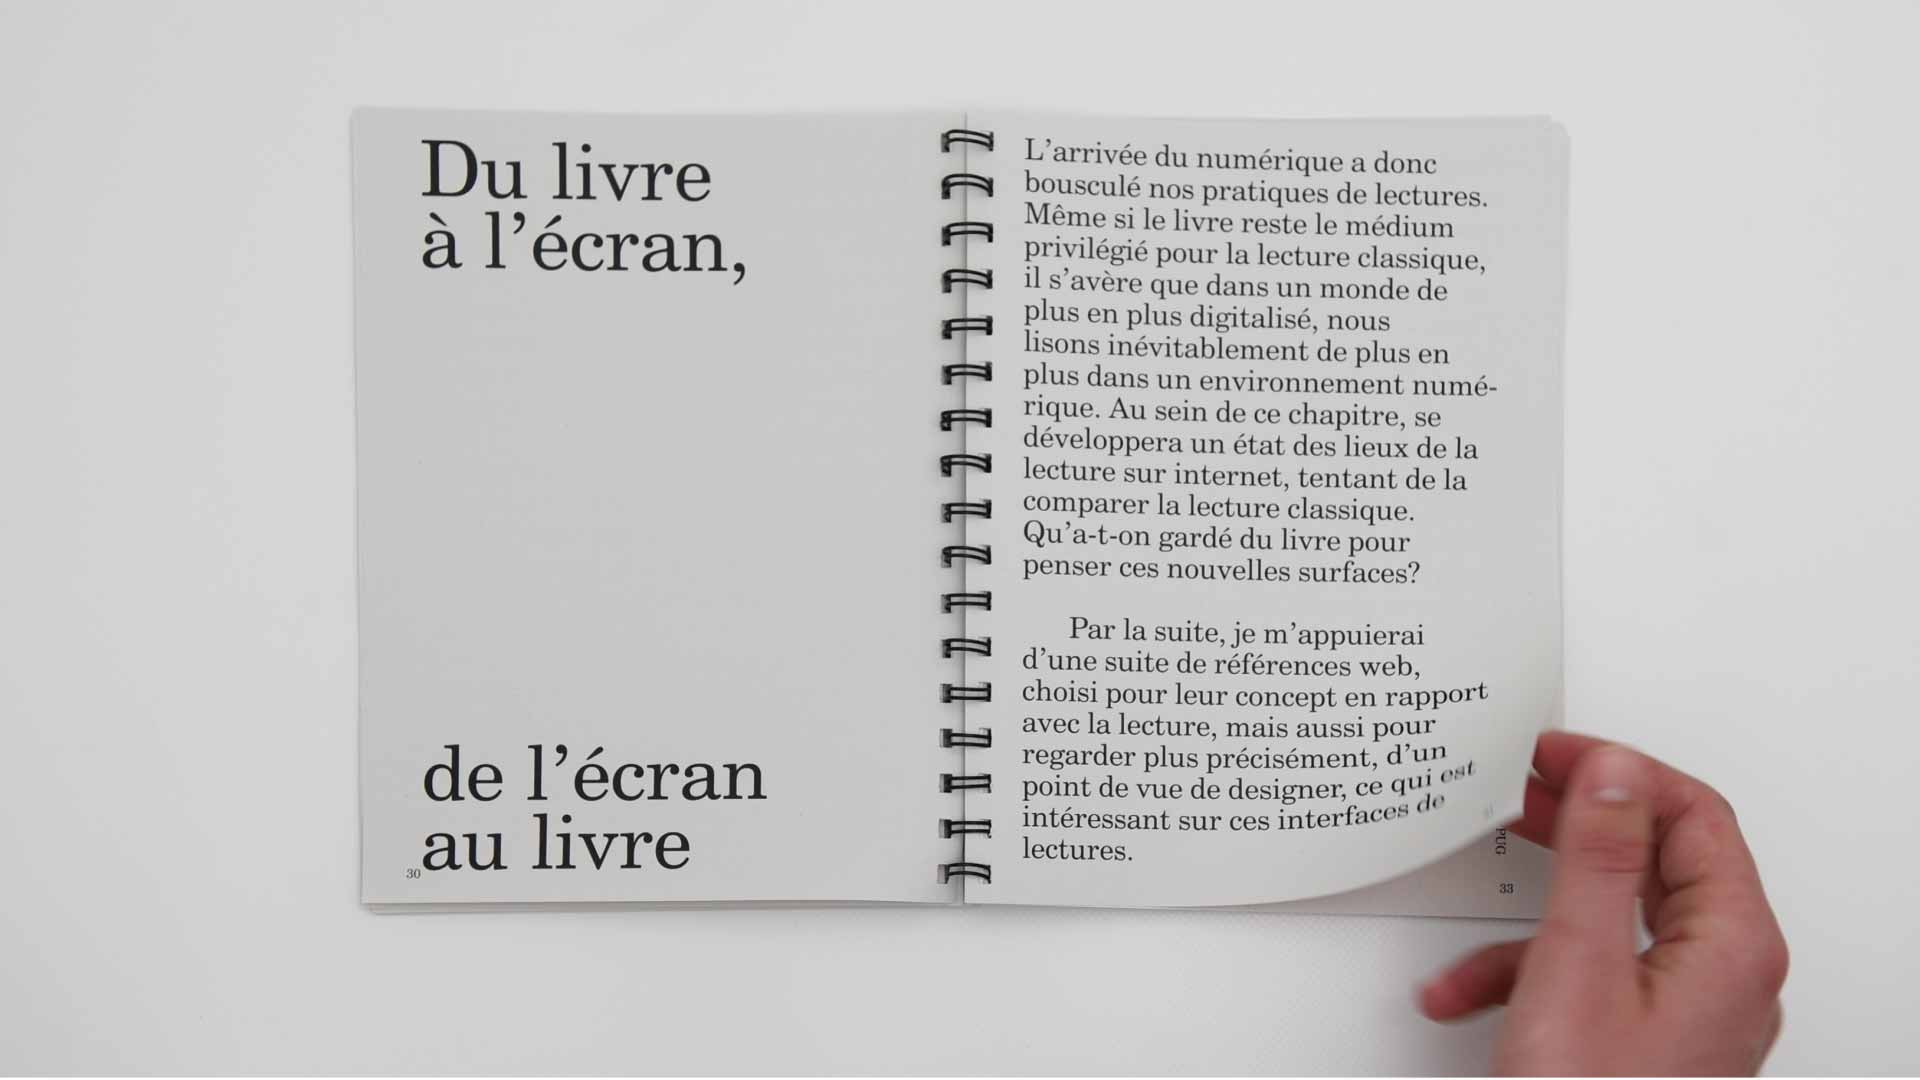 Du livre
à l’écran,
de l’écran
au livre
30
L’arrivée du numérique a donc
bousculé nos pratiques de lectures.
Même si le livre reste le médium
privilégié pour la lecture classique,
il s’avère que dans un monde de
plus en plus digitalisé, nous
lisons inévitablement de plus en
plus dans un environnement numé-
rique. Au sein de ce chapitre, se
développera un état des lieux de la
lecture sur internet, tentant de la
comparer la lecture classique.
Qu’a-t-on gardé du livre pour
penser ces nouvelles surfaces?
Par la suite, je m’appuierai
d’une suite de références web,
choisi pour leur concept en rapport
avec la lecture, mais aussi pour
regarder plus précisément, d’un
point de vue de designer, ce qui est
intéressant sur ces interfaces de
lectures.
PUG
33